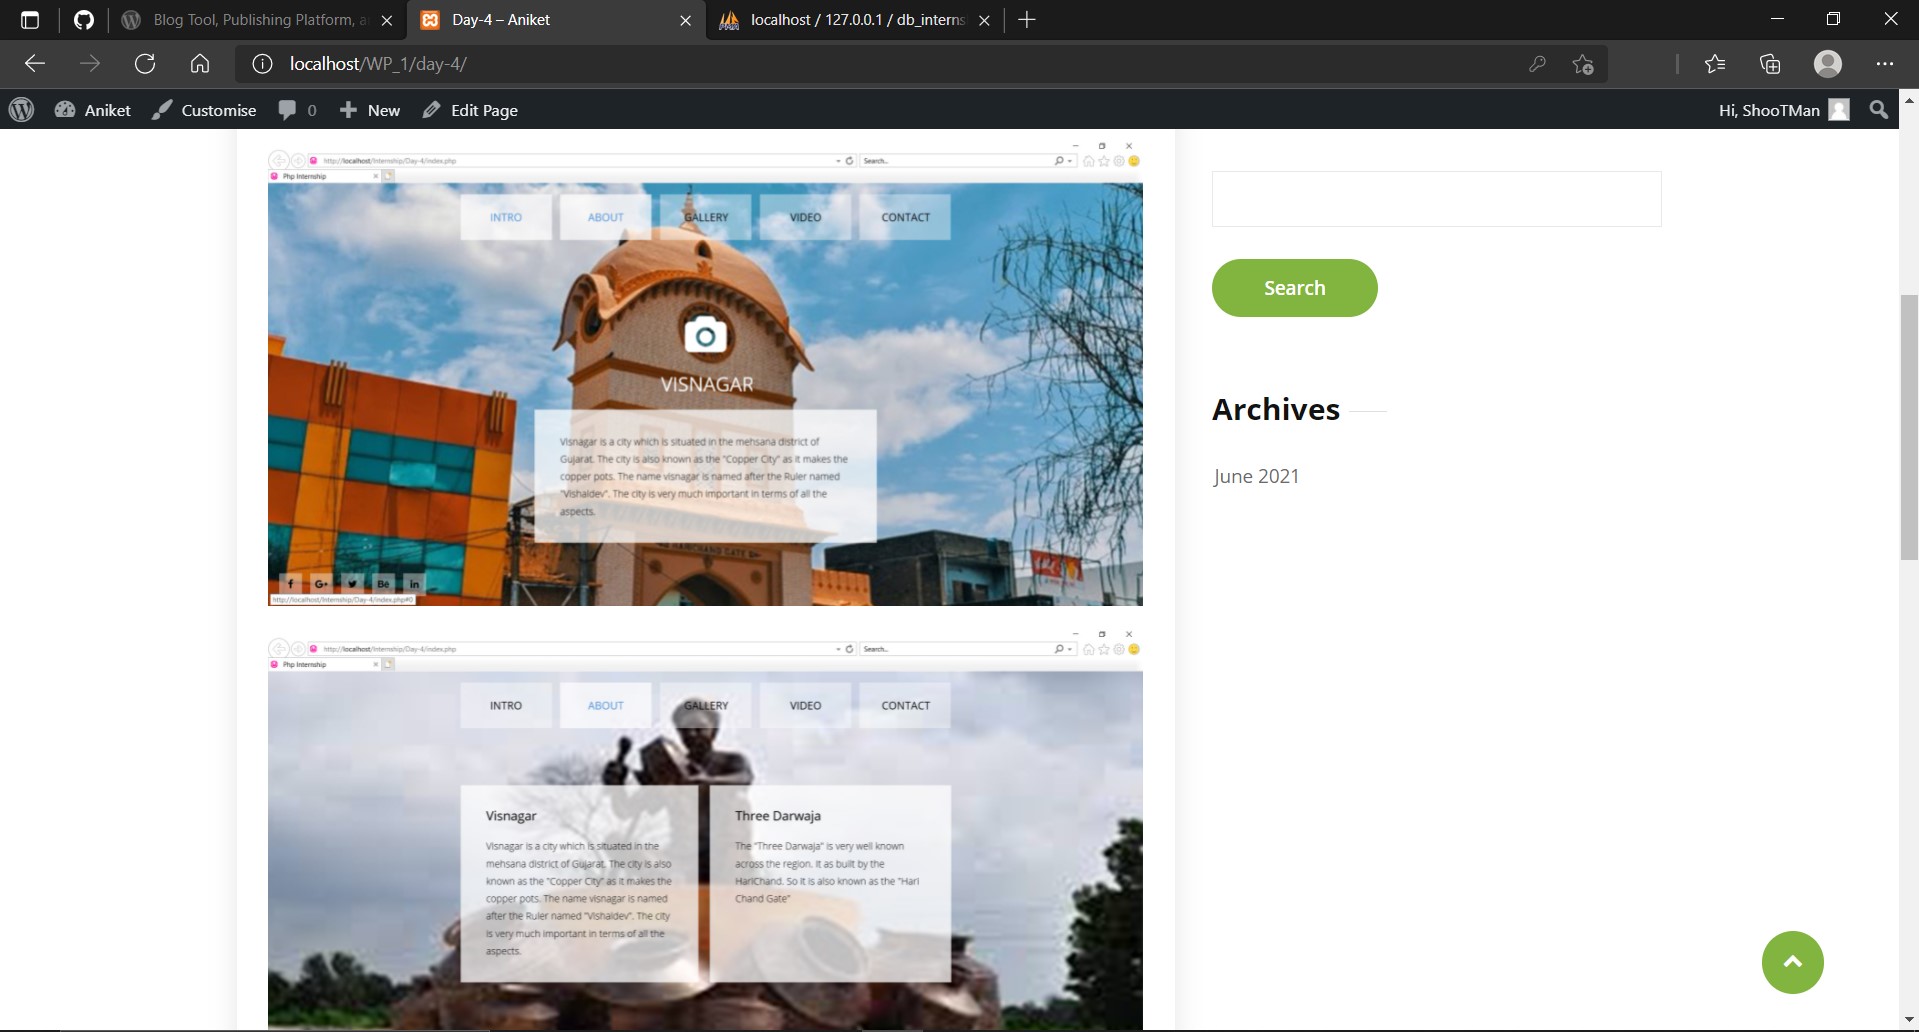 Blog Tool, Publishing Platform, a
Day-4 – Aniket
localhost / 127.0.0.1 / db_interns
localhost/WP_1/day-4/
Aniket
Customise
0
New
Edit Page
Hi, ShooTMan
http://localhost/Internship/Day-4/index.php
Search...
Php Internship
INTRO
ABOUT
GALLERY
VIDEO
CONTACT
VISNAGAR
Visnagar is a city which is situated in the mehsana district of
Gujarat. The city is also known as the "Copper City" as it makes the
copper pots. The name visnagar is named after the Ruler named
"Vishaldev". The city is very much important in terms of all the
aspects.
HARICHAND GATE
f
G+
Bē
in
http://localhost/Internship/Day-4/index.php#0
http://localhost/Internship/Day-4/index.php
Search...
Php Internship
INTRO
ABOUT
GALLERY
VIDEO
CONTACT
Visnagar
Visnagar is a city which is situated in the
mehsana district of Gujarat. The city is also
known as the "Copper City" as it makes the
copper pots. The name visnagar is named
after the Ruler named "Vishaldev". The city
is very much important in terms of all the
aspects.
Three Darwaja
The "Three Darwaja" is very well known
across the region. It as built by the
HariChand. So it is also known as the "Hari
Chand Gate"
Search
Archives
June 2021